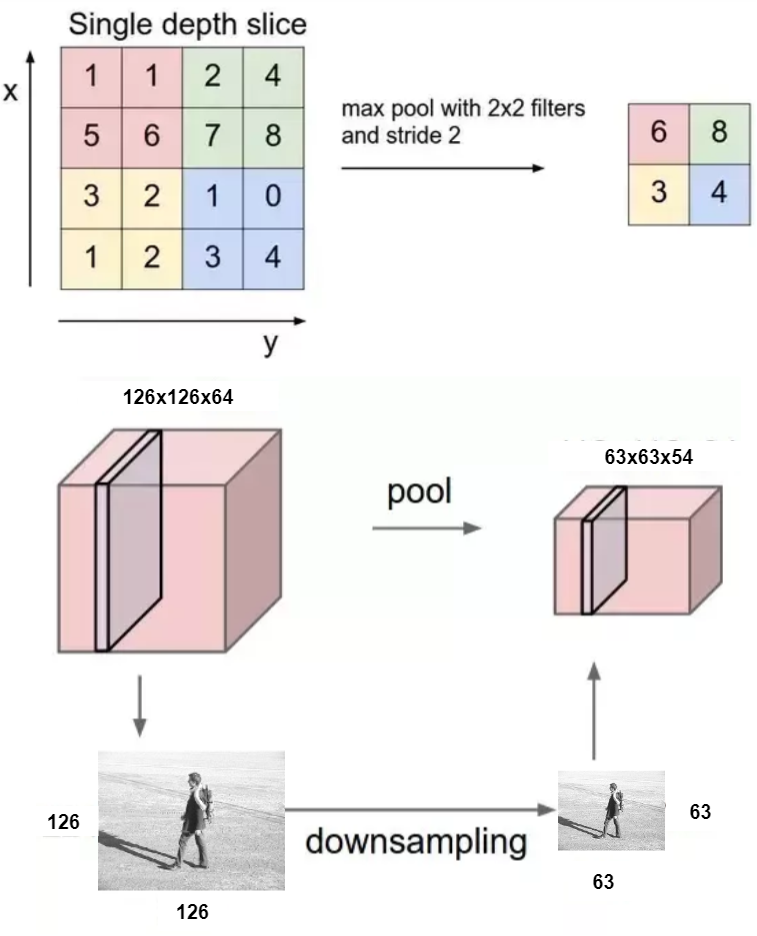 Single depth slice
x
1 1 2 4
5 6 7 8
3 2 1 0
1 2 3 4
y
max pool with 2x2 filters
and stride 2
6 8
3 4
126x126x64
pool
63x63x54
126
126
downsampling
63
63